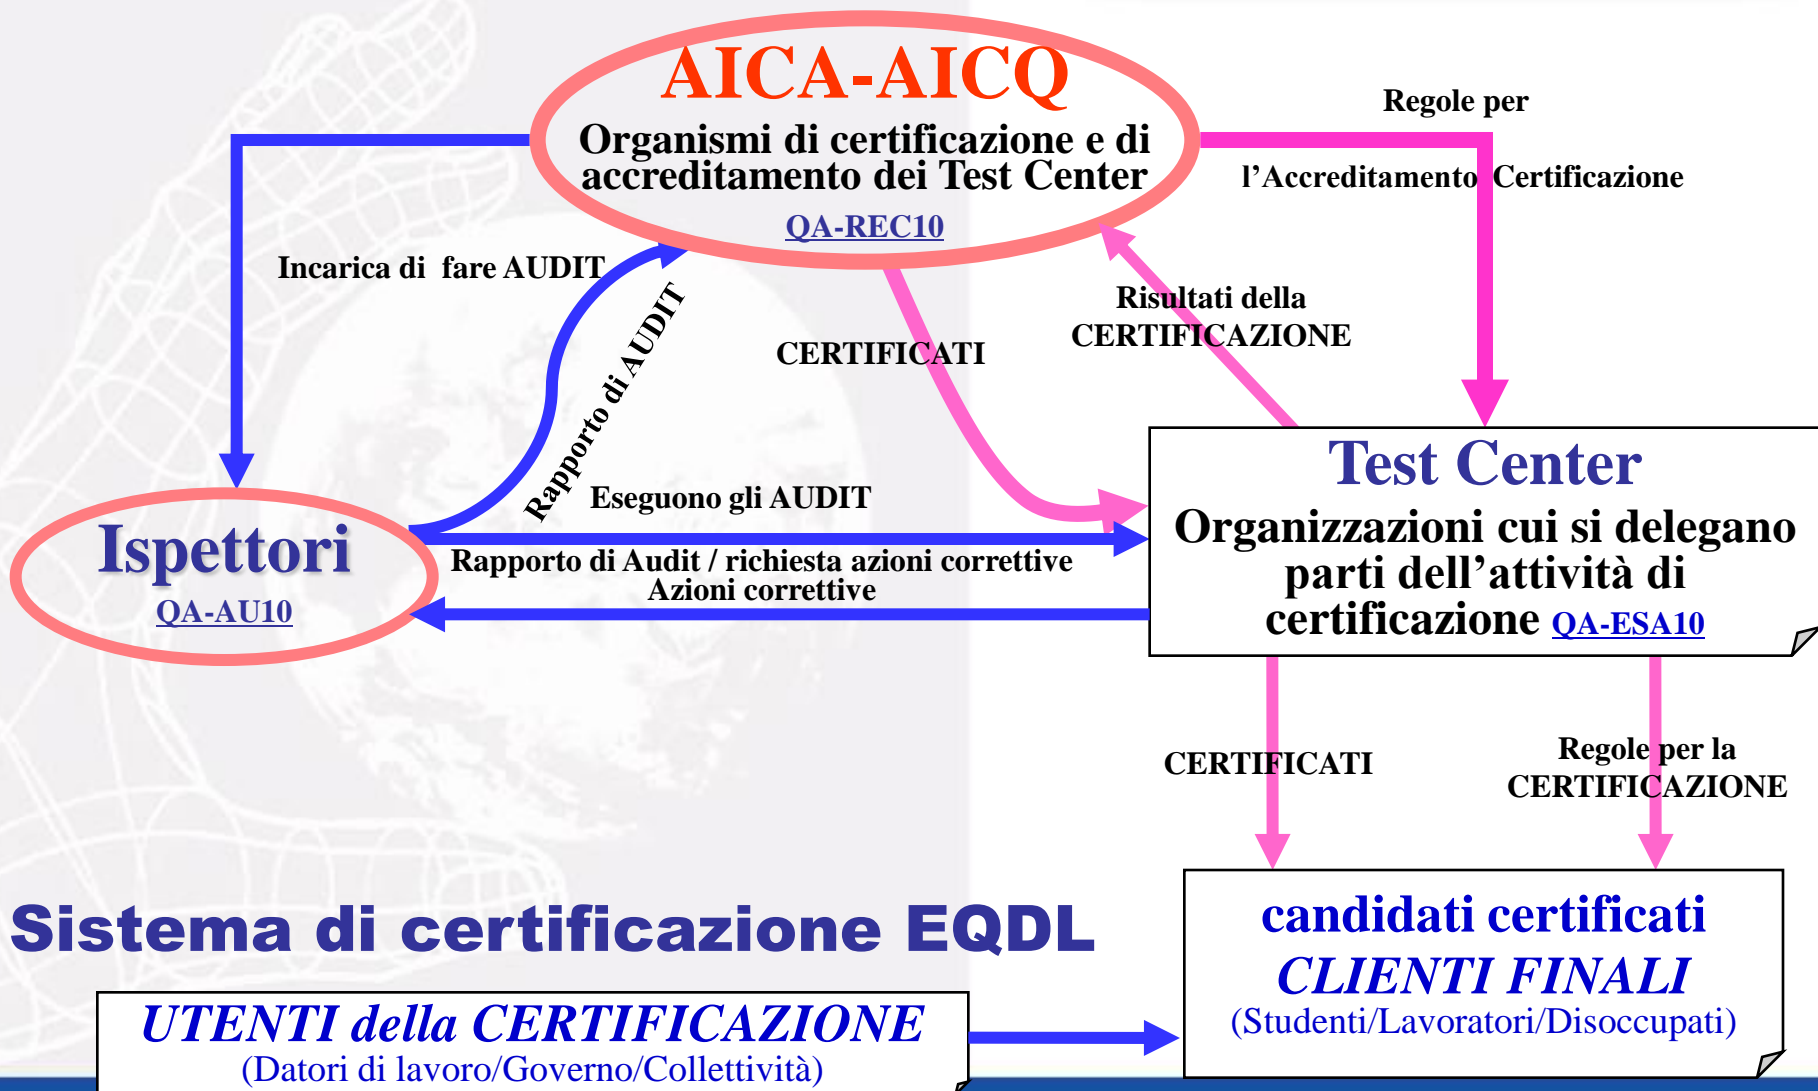 AICA-AICQ
Organismi di certificazione e di
accreditamento dei Test Center
QA-REC10
Regole per
l’Accreditamento Certificazione
Incarica di fare AUDIT
Rapporto di AUDIT
CERTIFICATI
Risultati della
CERTIFICAZIONE
Test Center
Organizzazioni cui si delegano
parti dell’attività di
certificazione QA-ESA10
Eseguono gli AUDIT
Rapporto di Audit / richiesta azioni correttive
Azioni correttive
Ispettori
QA-AU10
CERTIFICATI
Regole per la
CERTIFICAZIONE
Sistema di certificazione EQDL
candidati certificati
CLIENTI FINALI
(Studenti/Lavoratori/Disoccupati)
UTENTI della CERTIFICAZIONE
(Datori di lavoro/Governo/Collettività)